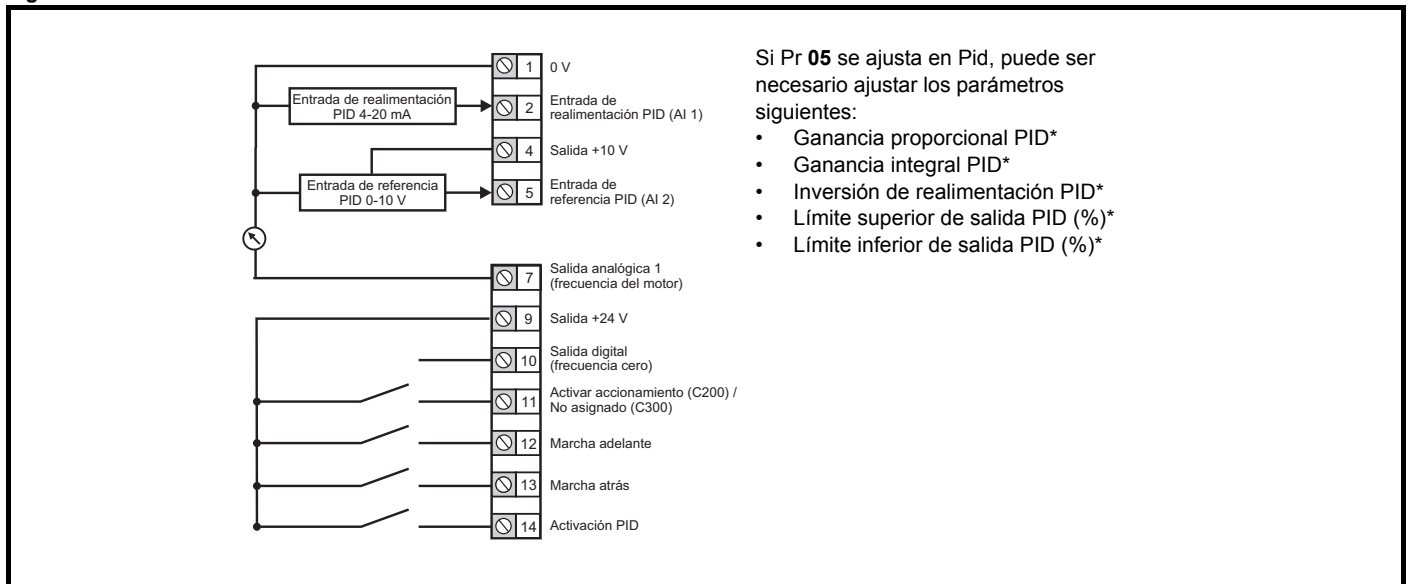 1 0 V
Entrada de realimentación
PID 4-20 mA
2 Entrada de
realimentación PID (AI 1)
4 Salida +10 V
Entrada de referencia
PID 0-10 V
5 Entrada de
referencia PID (AI 2)
7 Salida analógica 1
(frecuencia del motor)
9 Salida +24 V
10 Salida digital
(frecuencia cero)
11 Activar accionamiento (C200) /
No asignado (C300)
12 Marcha adelante
13 Marcha atrás
14 Activación PID
Si Pr 05 se ajusta en Pid, puede ser
necesario ajustar los parámetros
siguientes:
• Ganancia proporcional PID*
• Ganancia integral PID*
• Inversión de realimentación PID*
• Límite superior de salida PID (%)*
• Límite inferior de salida PID (%)*